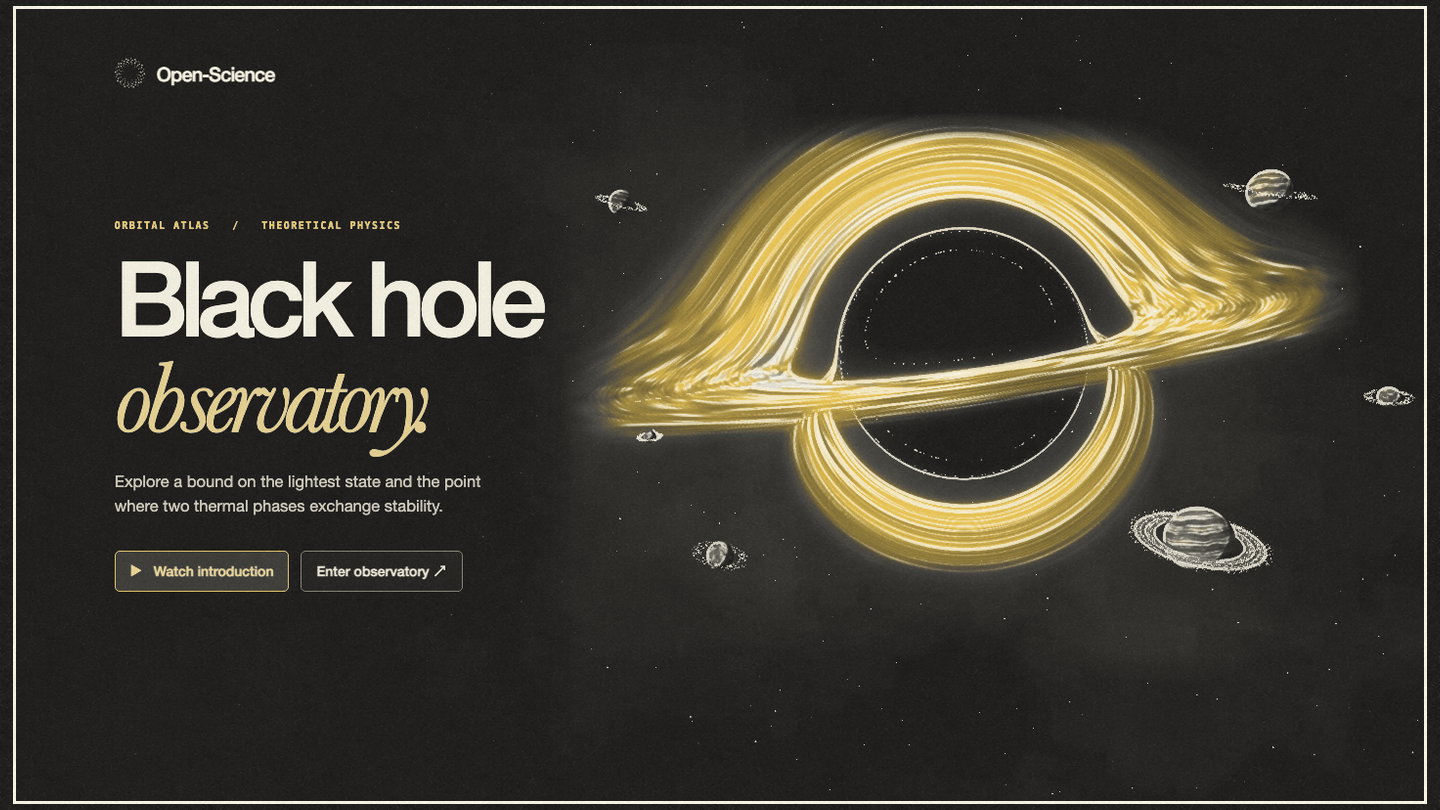 Open-Science
ORBITAL ATLAS / THEORETICAL PHYSICS
Black hole
observatory.
Explore a bound on the lightest state and the point
where two thermal phases exchange stability.
Watch introduction
Enter observatory ↗